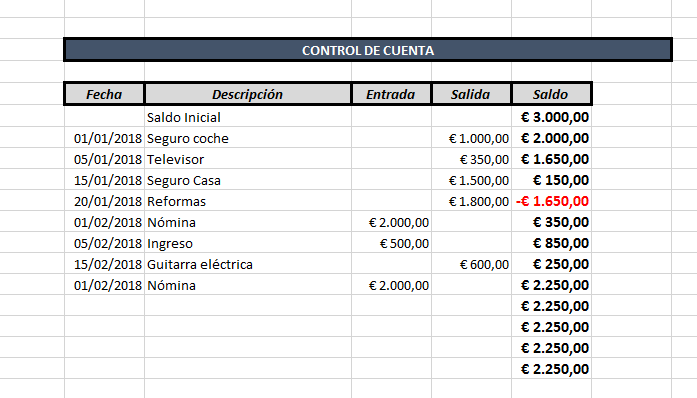 CONTROL DE CUENTA
Fecha Descripción Entrada Salida Saldo
Saldo Inicial € 3.000,00
01/01/2018 Seguro coche € 1.000,00 € 2.000,00
05/01/2018 Televisor € 350,00 € 1.650,00
15/01/2018 Seguro Casa € 1.500,00 € 150,00
20/01/2018 Reformas € 1.800,00 -€ 1.650,00
01/02/2018 Nómina € 2.000,00 € 350,00
05/02/2018 Ingreso € 500,00 € 850,00
15/02/2018 Guitarra eléctrica € 600,00 € 250,00
01/02/2018 Nómina € 2.000,00 € 2.250,00
€ 2.250,00
€ 2.250,00
€ 2.250,00
€ 2.250,00